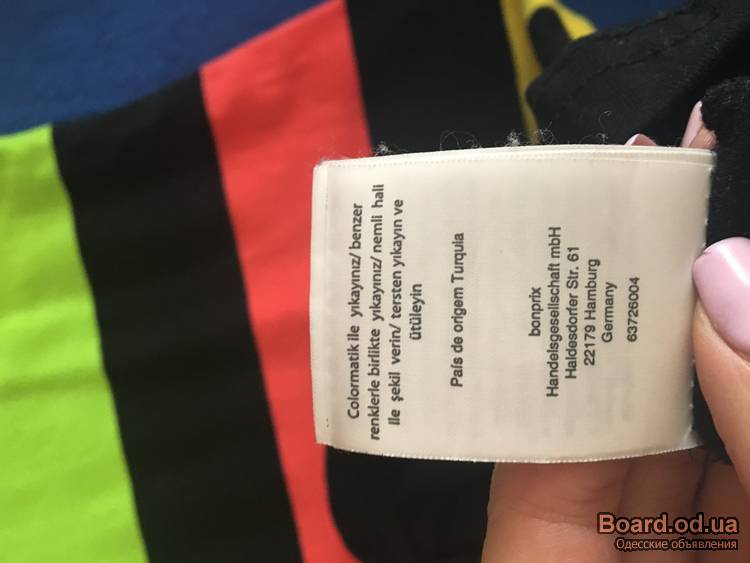 Colormatik ile yıkayınız/ benzer
renklerle birlikte yıkayınız/ nemli hali
ile şekil verin/ tersten yıkayın ve
ütüleyin
País de origem Turquia
bonprix
Handelsgesellschaft mbH
Haldesdorfer Str. 61
22179 Hamburg
Germany
63726004
Board.od.ua
Одесские объявления